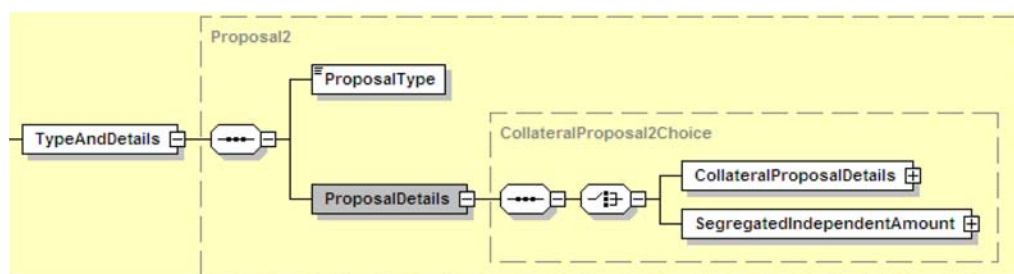 Proposal2
ProposalType
TypeAndDetails
CollateralProposal2Choice
CollateralProposalDetails
ProposalDetails
SegregatedIndependentAmount